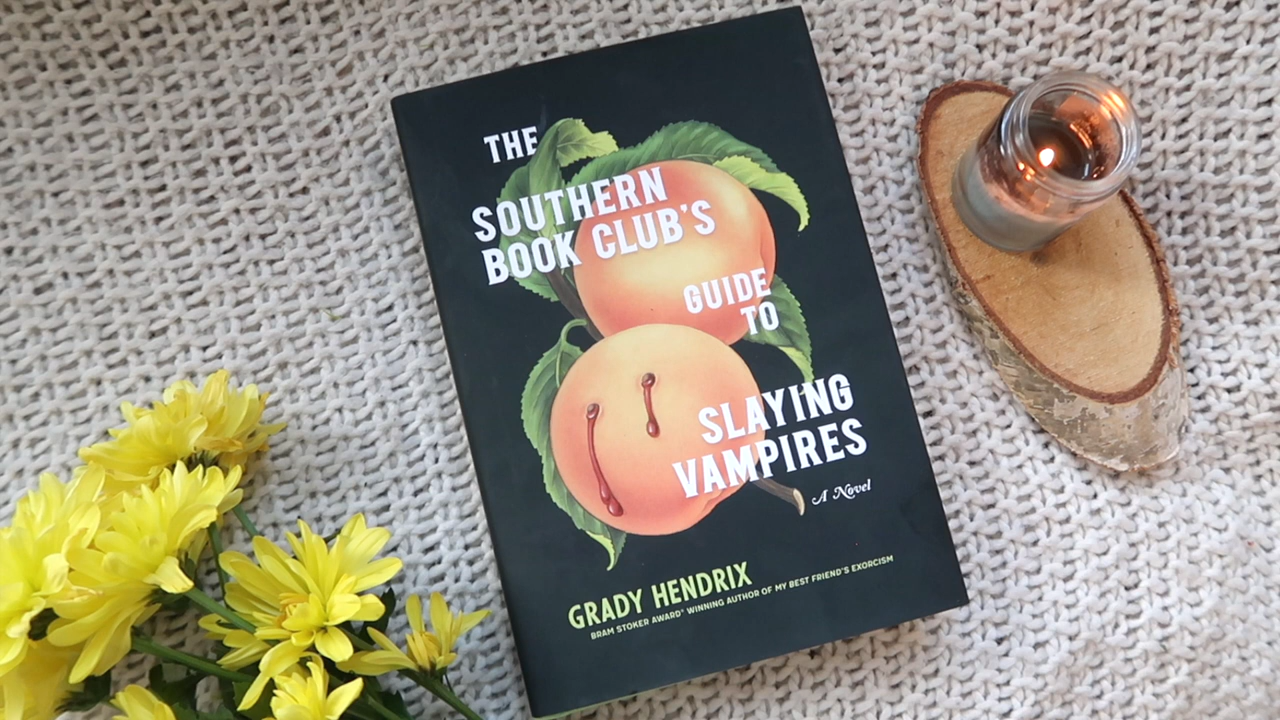 THE
SOUTHERN
BOOK CLUB'S
GUIDE
TO
SLAYING
VAMPIRES
A Novel
GRADY HENDRIX
BRAM STOKER AWARD® WINNING AUTHOR OF MY BEST FRIEND'S EXORCISM